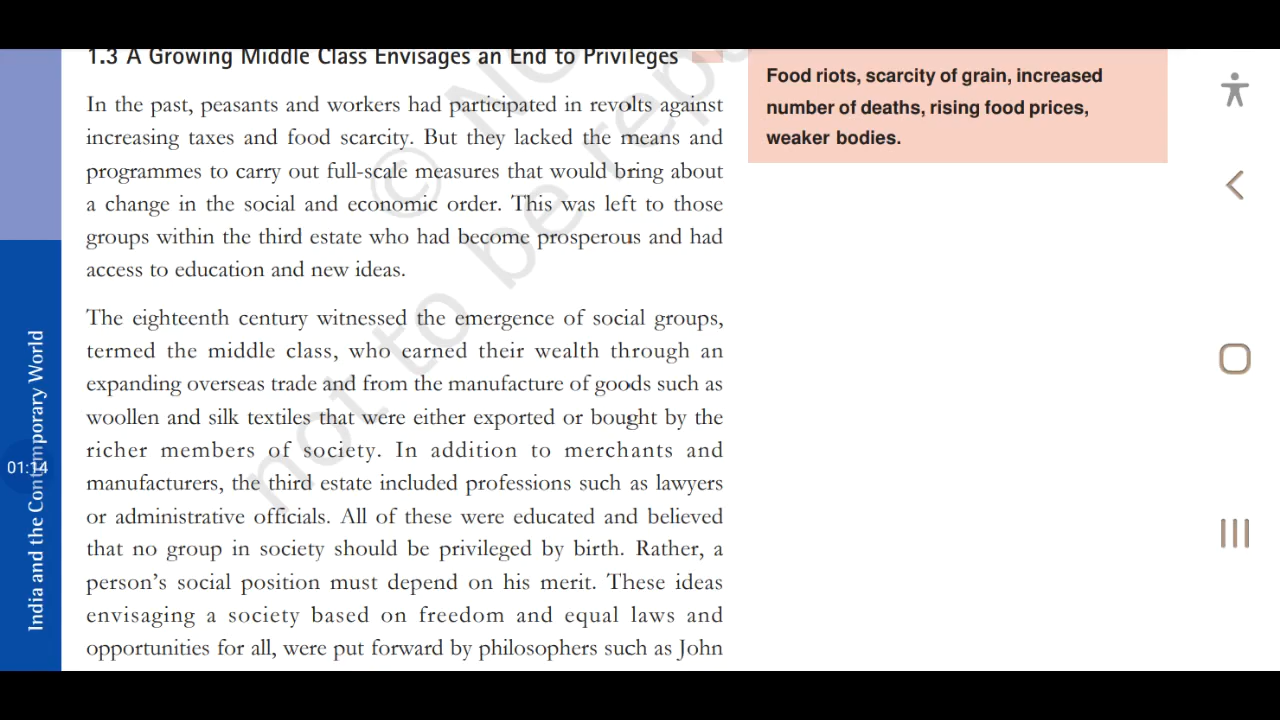 1.3 A Growing Middle Class Envisages an End to Privileges
In the past, peasants and workers had participated in revolts against
increasing taxes and food scarcity. But they lacked the means and
programmes to carry out full-scale measures that would bring about
a change in the social and economic order. This was left to those
groups within the third estate who had become prosperous and had
access to education and new ideas.
The eighteenth century witnessed the emergence of social groups,
termed the middle class, who earned their wealth through an
expanding overseas trade and from the manufacture of goods such as
woollen and silk textiles that were either exported or bought by the
richer members of society. In addition to merchants and
manufacturers, the third estate included professions such as lawyers
or administrative officials. All of these were educated and believed
that no group in society should be privileged by birth. Rather, a
person's social position must depend on his merit. These ideas
envisaging a society based on freedom and equal laws and
opportunities for all, were put forward by philosophers such as John
Food riots, scarcity of grain, increased
number of deaths, rising food prices,
weaker bodies.
India and the Contemporary World
01:14
© N
not to be rep